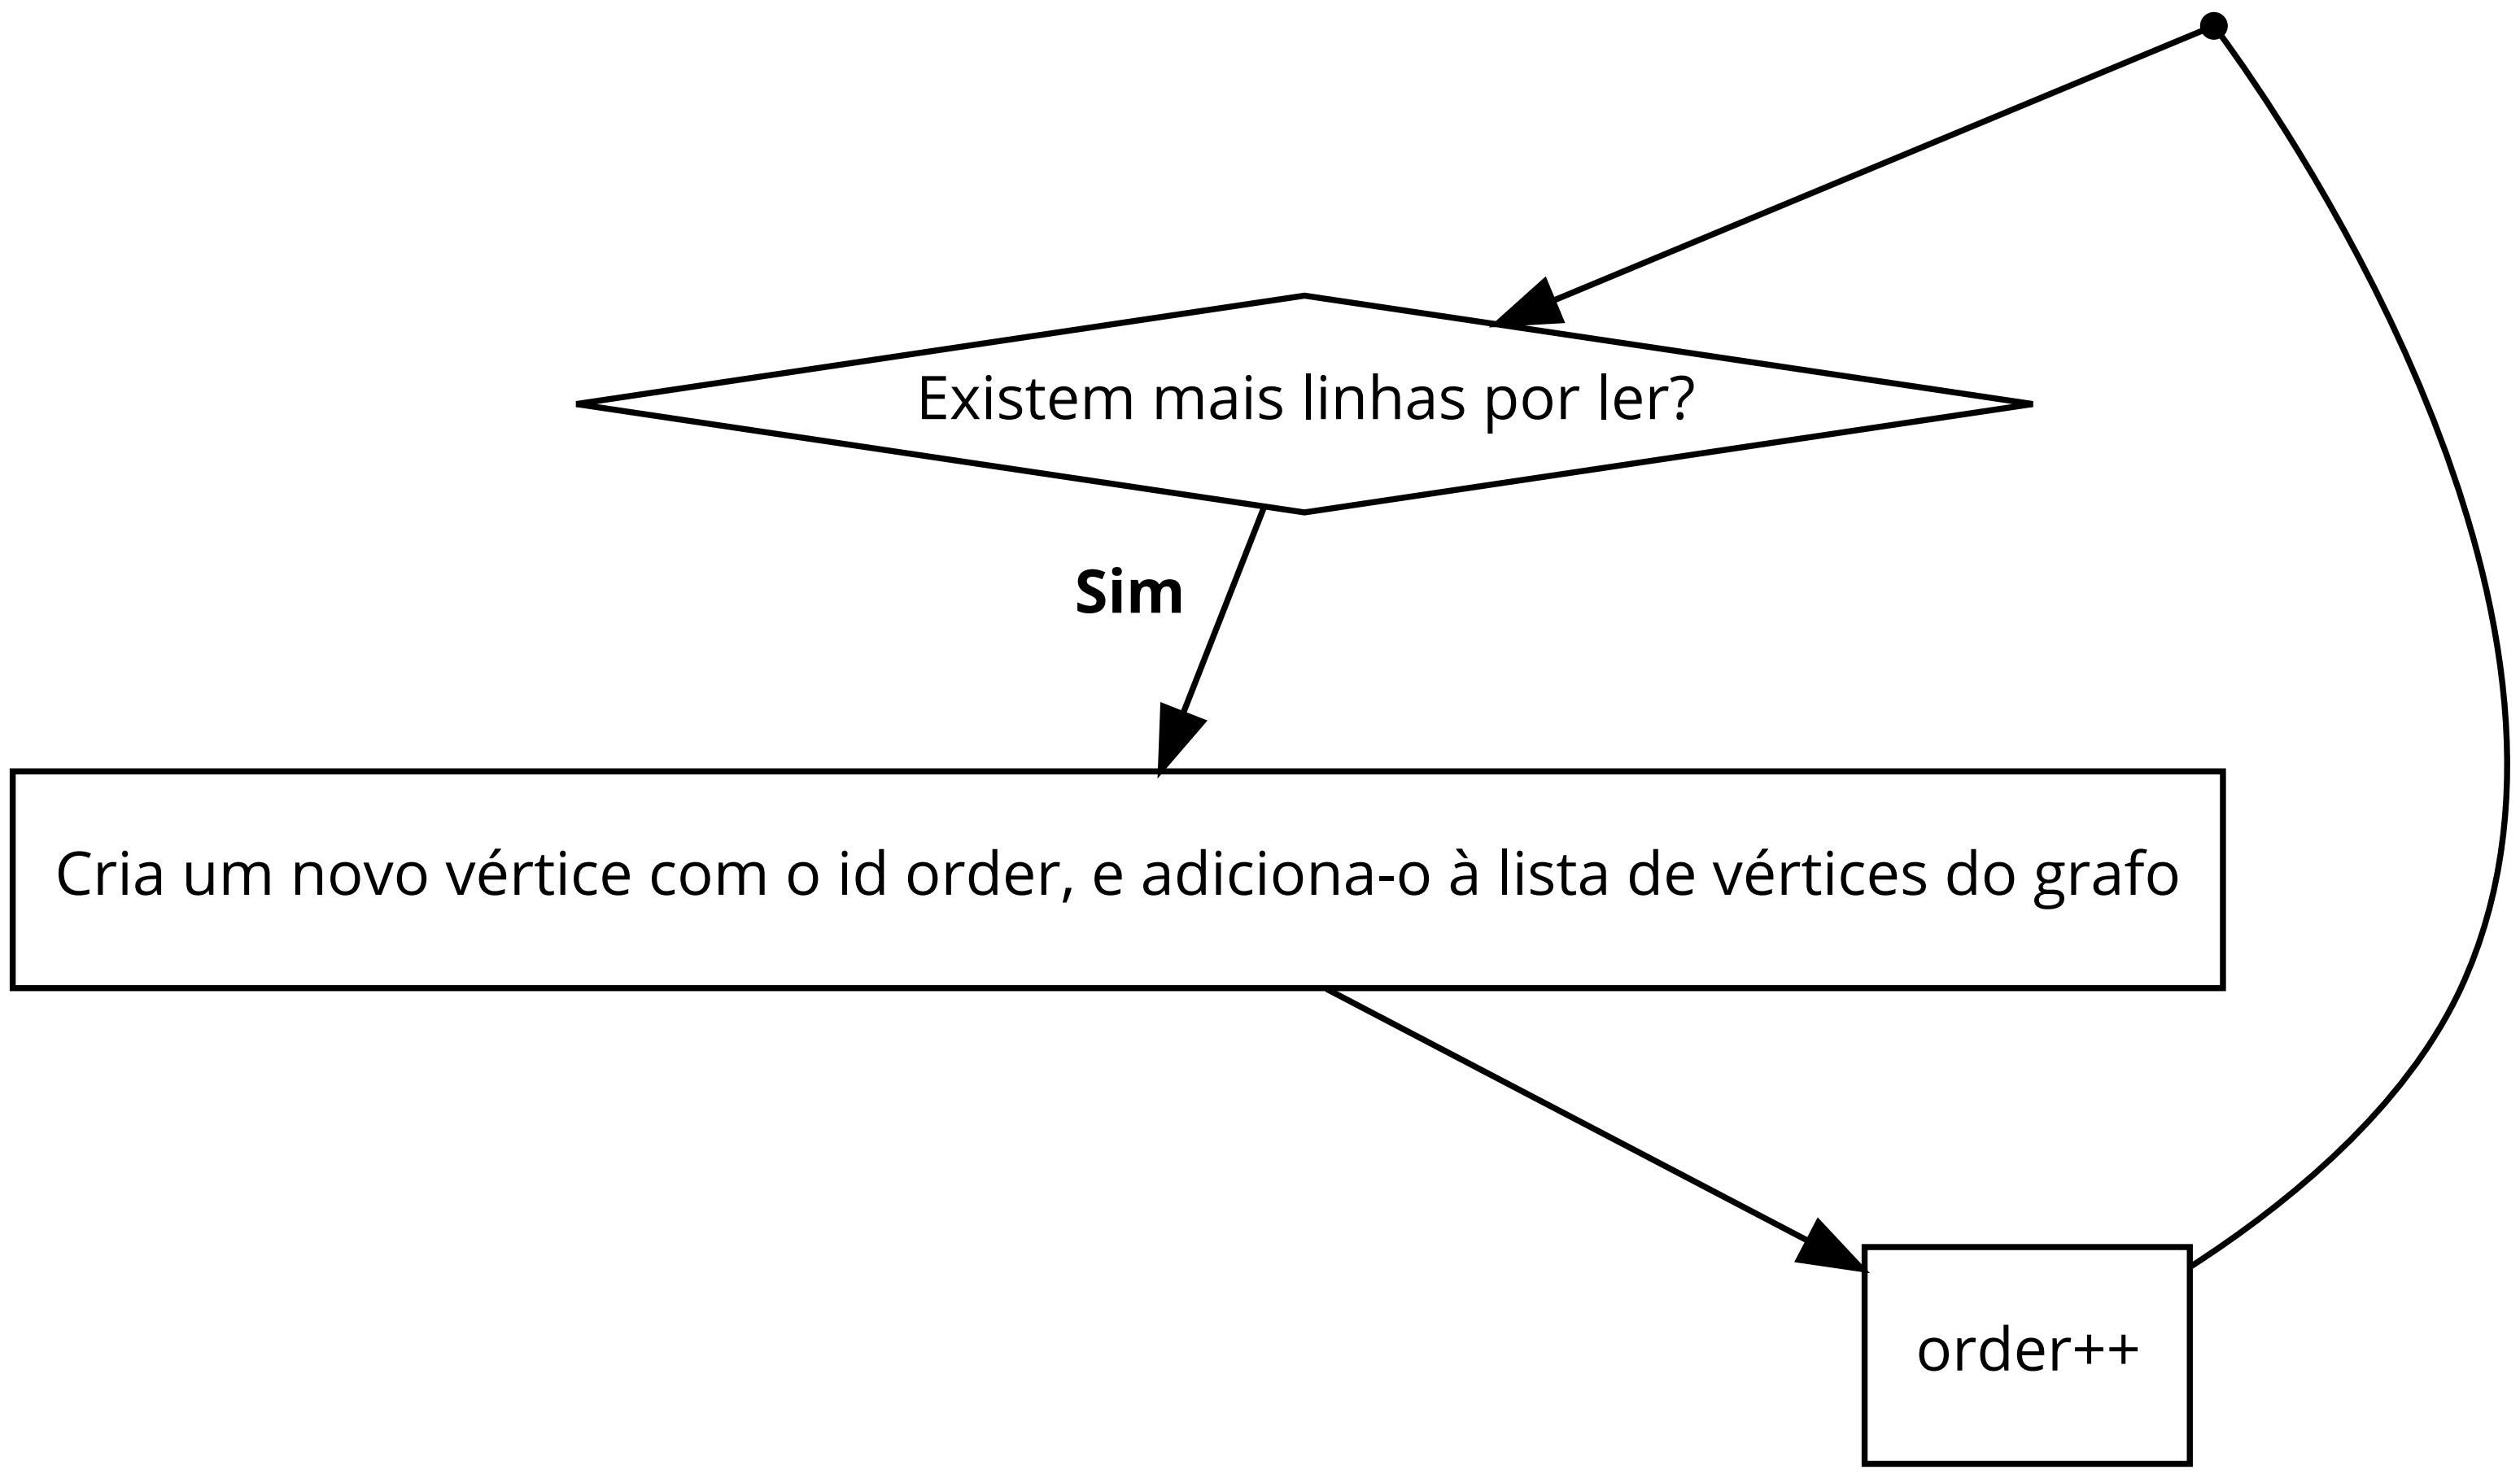 Existem mais linhas por ler?
Sim
Cria um novo vértice com o id order, e adiciona-o à lista de vértices do grafo
order++